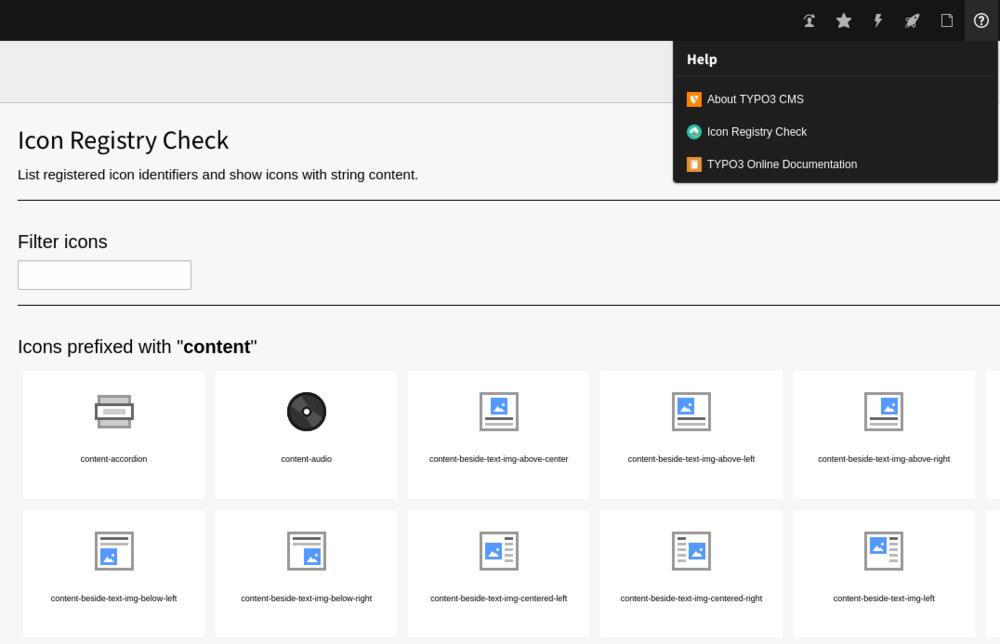 Help
About TYPO3 CMS
Icon Registry Check
TYPO3 Online Documentation
Icon Registry Check
List registered icon identifiers and show icons with string content.
Filter icons
Icons prefixed with "content"
content-accordion
content-audio
content-beside-text-img-above-center
content-beside-text-img-above-left
content-beside-text-img-above-right
content-beside-text-img-below-left
content-beside-text-img-below-right
content-beside-text-img-centered-left
content-beside-text-img-centered-right
content-beside-text-img-left